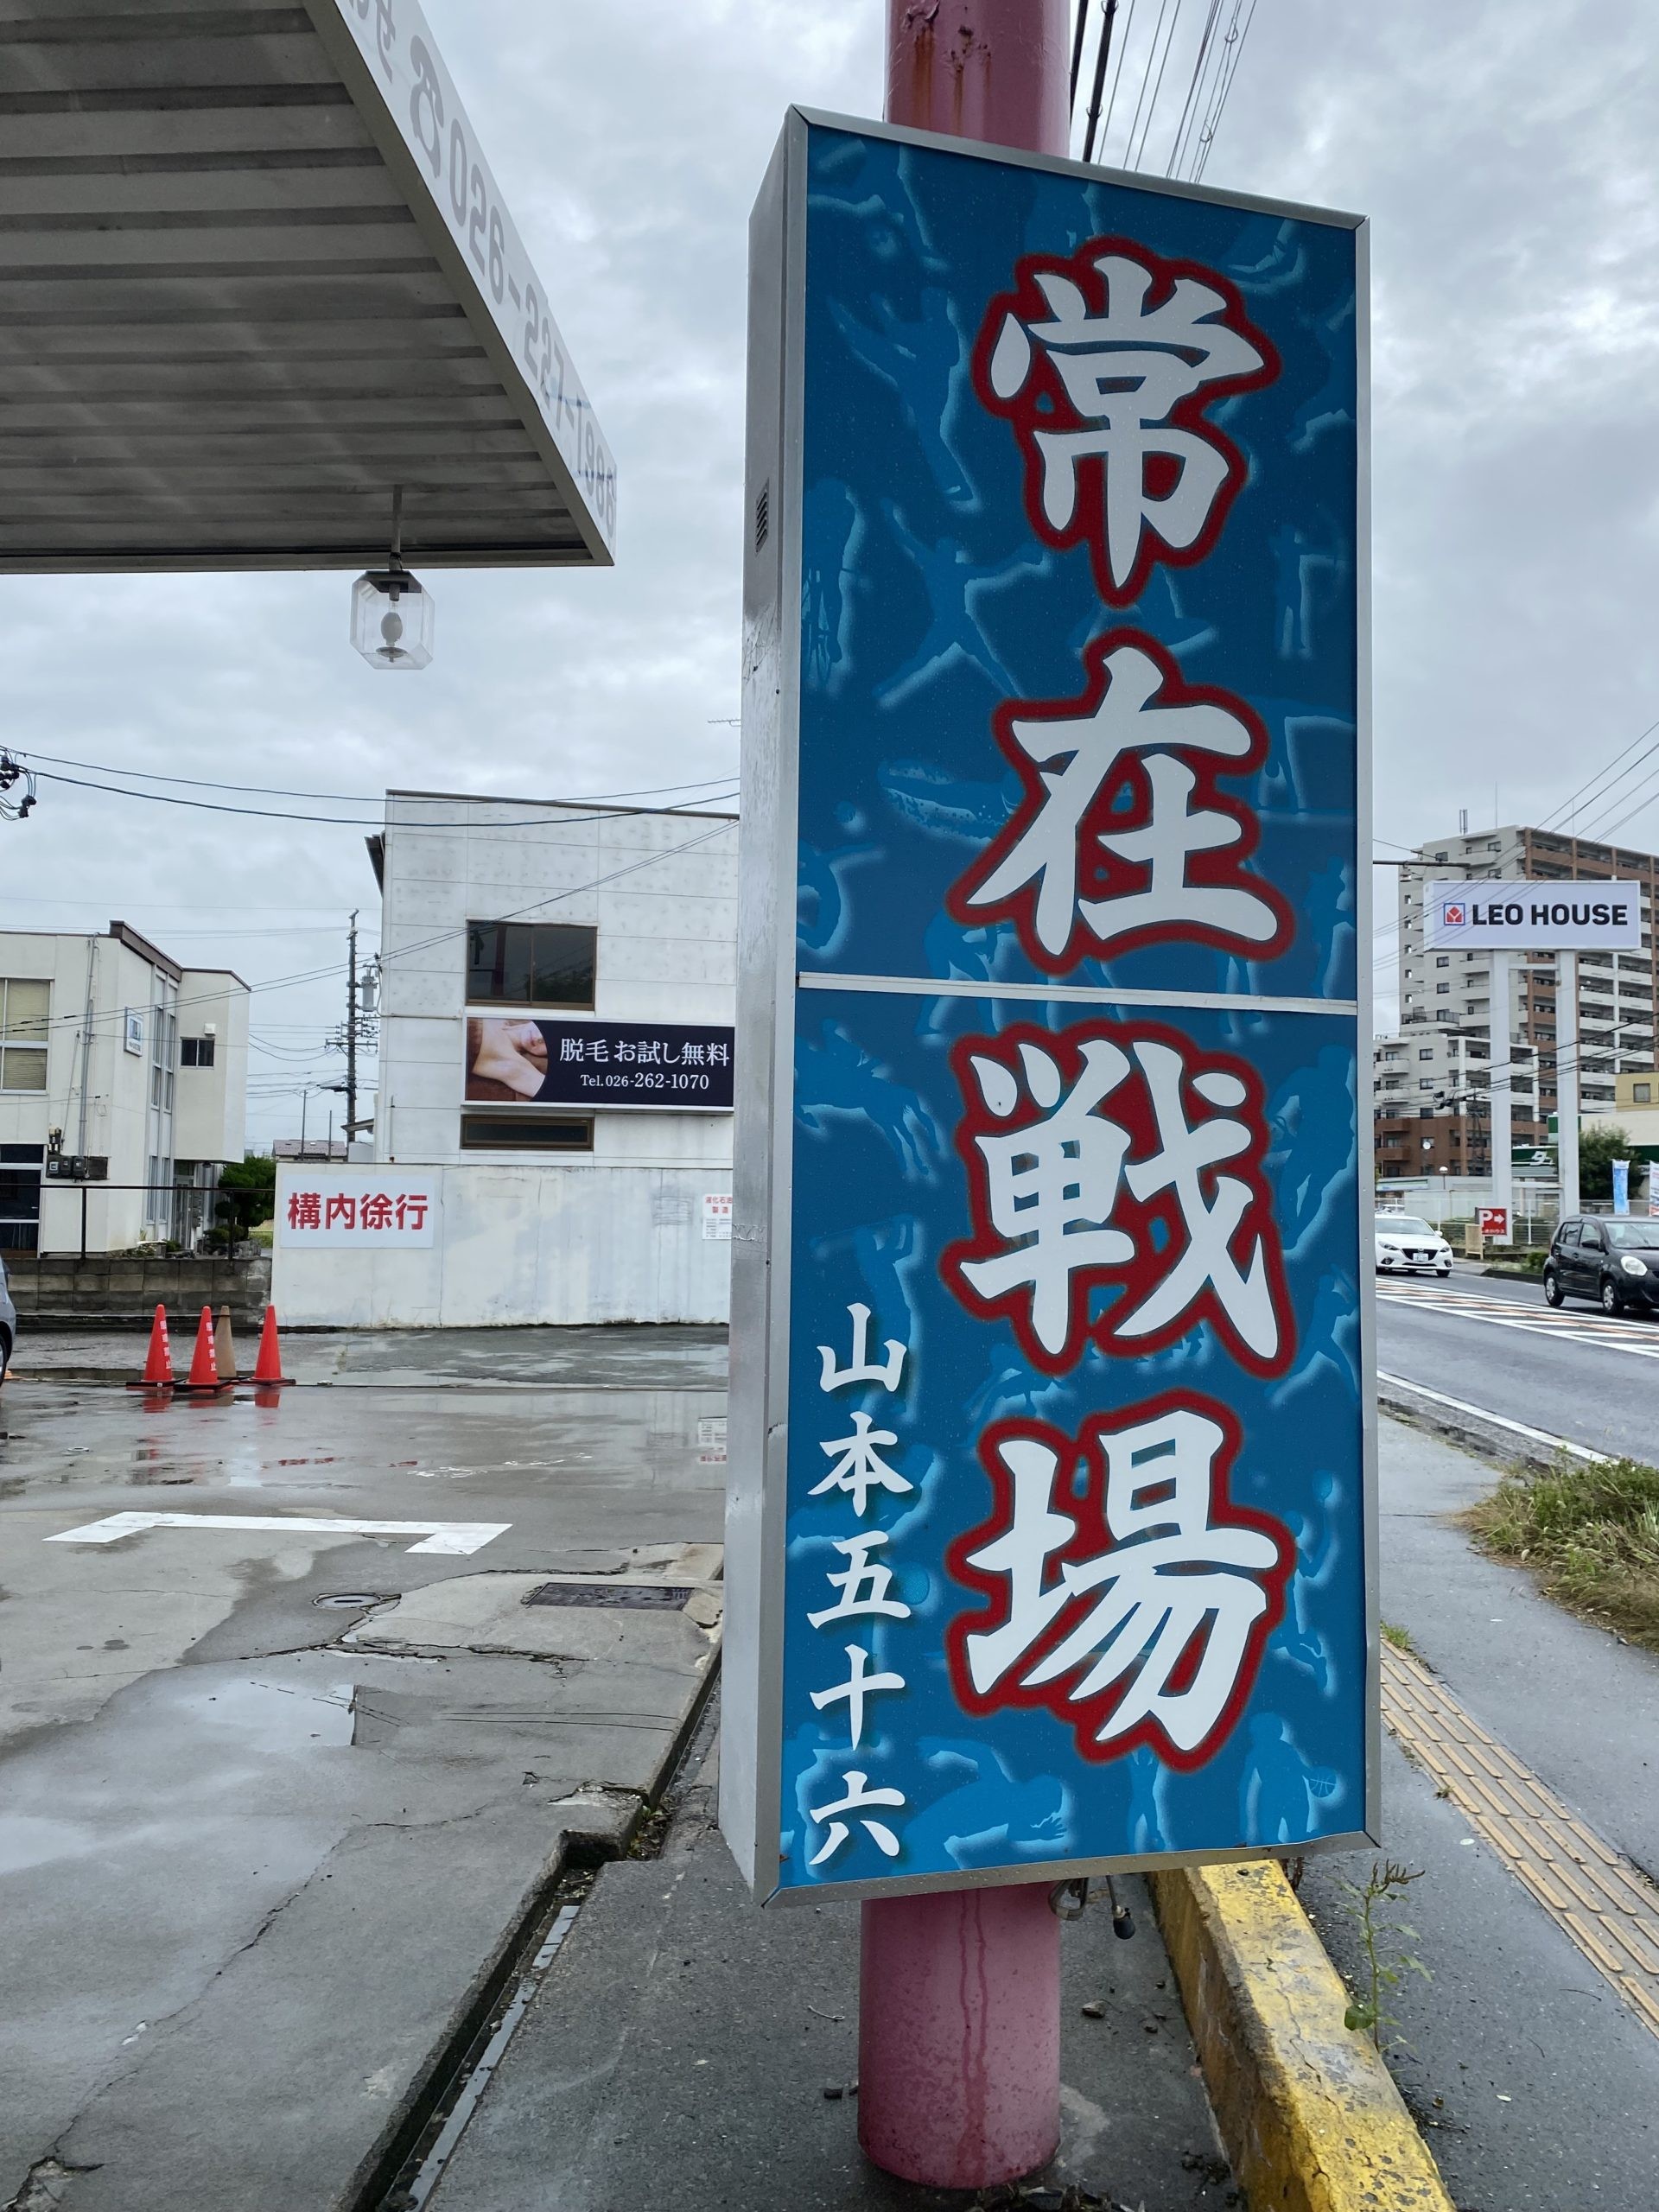 常在戦場
山本五十六
脱毛お試し無料
Tel.026-262-1070
構内徐行
LEO HOUSE
P